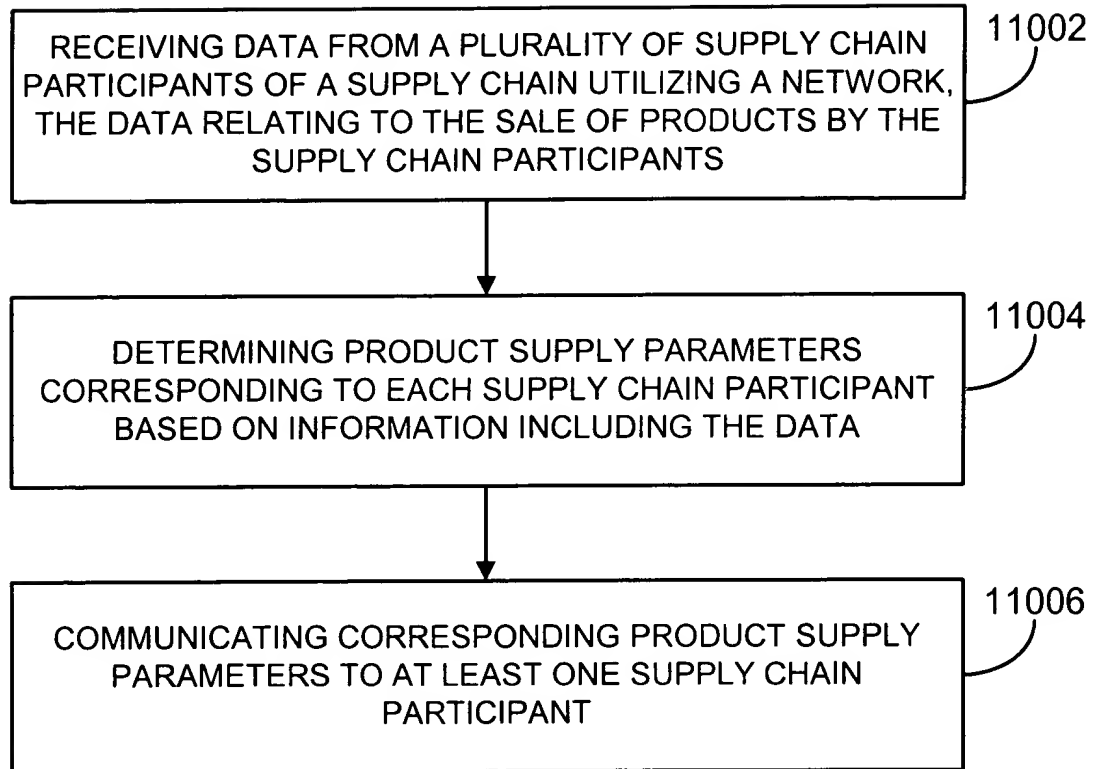 RECEIVING DATA FROM A PLURALITY OF SUPPLY CHAIN
PARTICIPANTS OF A SUPPLY CHAIN UTILIZING A NETWORK,
THE DATA RELATING TO THE SALE OF PRODUCTS BY THE
SUPPLY CHAIN PARTICIPANTS
11002
DETERMINING PRODUCT SUPPLY PARAMETERS
CORRESPONDING TO EACH SUPPLY CHAIN PARTICIPANT
BASED ON INFORMATION INCLUDING THE DATA
11004
COMMUNICATING CORRESPONDING PRODUCT SUPPLY
PARAMETERS TO AT LEAST ONE SUPPLY CHAIN
PARTICIPANT
11006